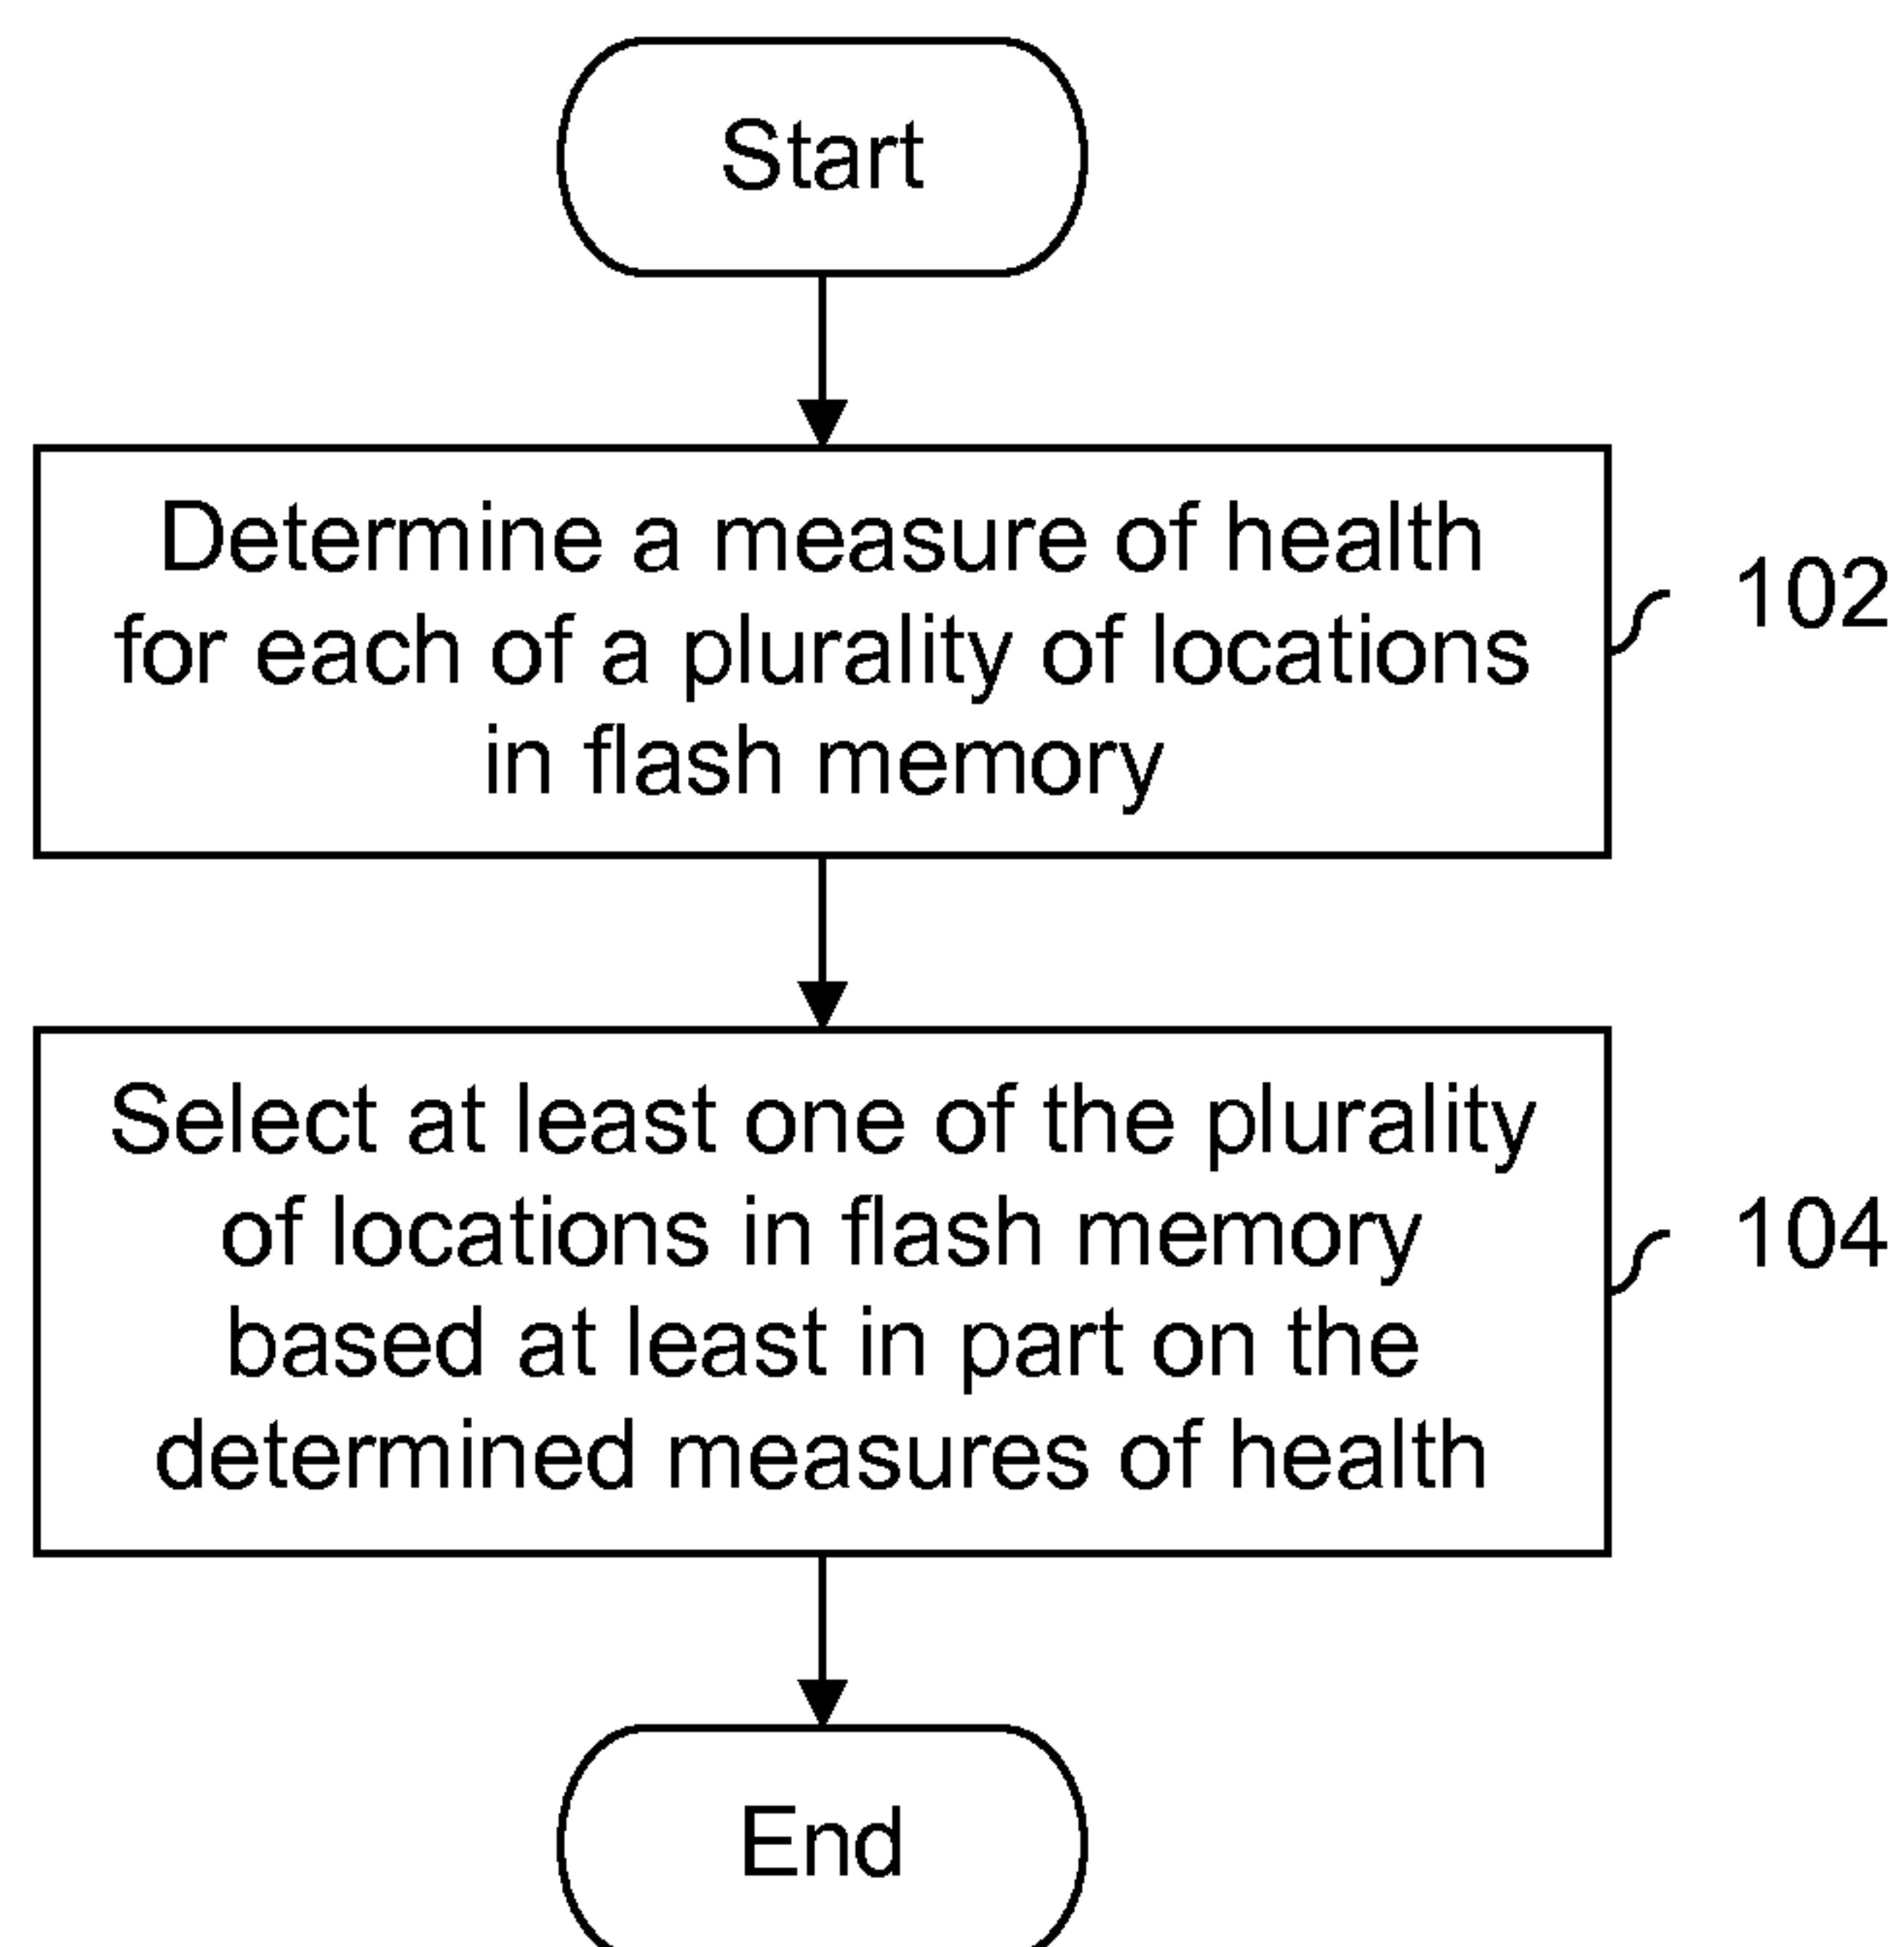 Start
Determine a measure of health
for each of a plurality of locations
in flash memory
102
Select at least one of the plurality
of locations in flash memory
based at least in part on the
determined measures of health
104
End